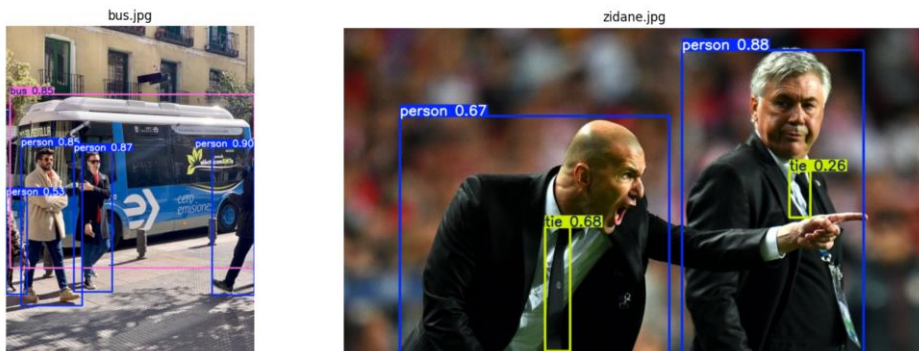 bus.jpg
bus 0.85
person 0.85
person 0.87
person 0.90
person 0.53
cero
emisiones
zidane.jpg
person 0.67
person 0.88
tie 0.68
tie 0.26